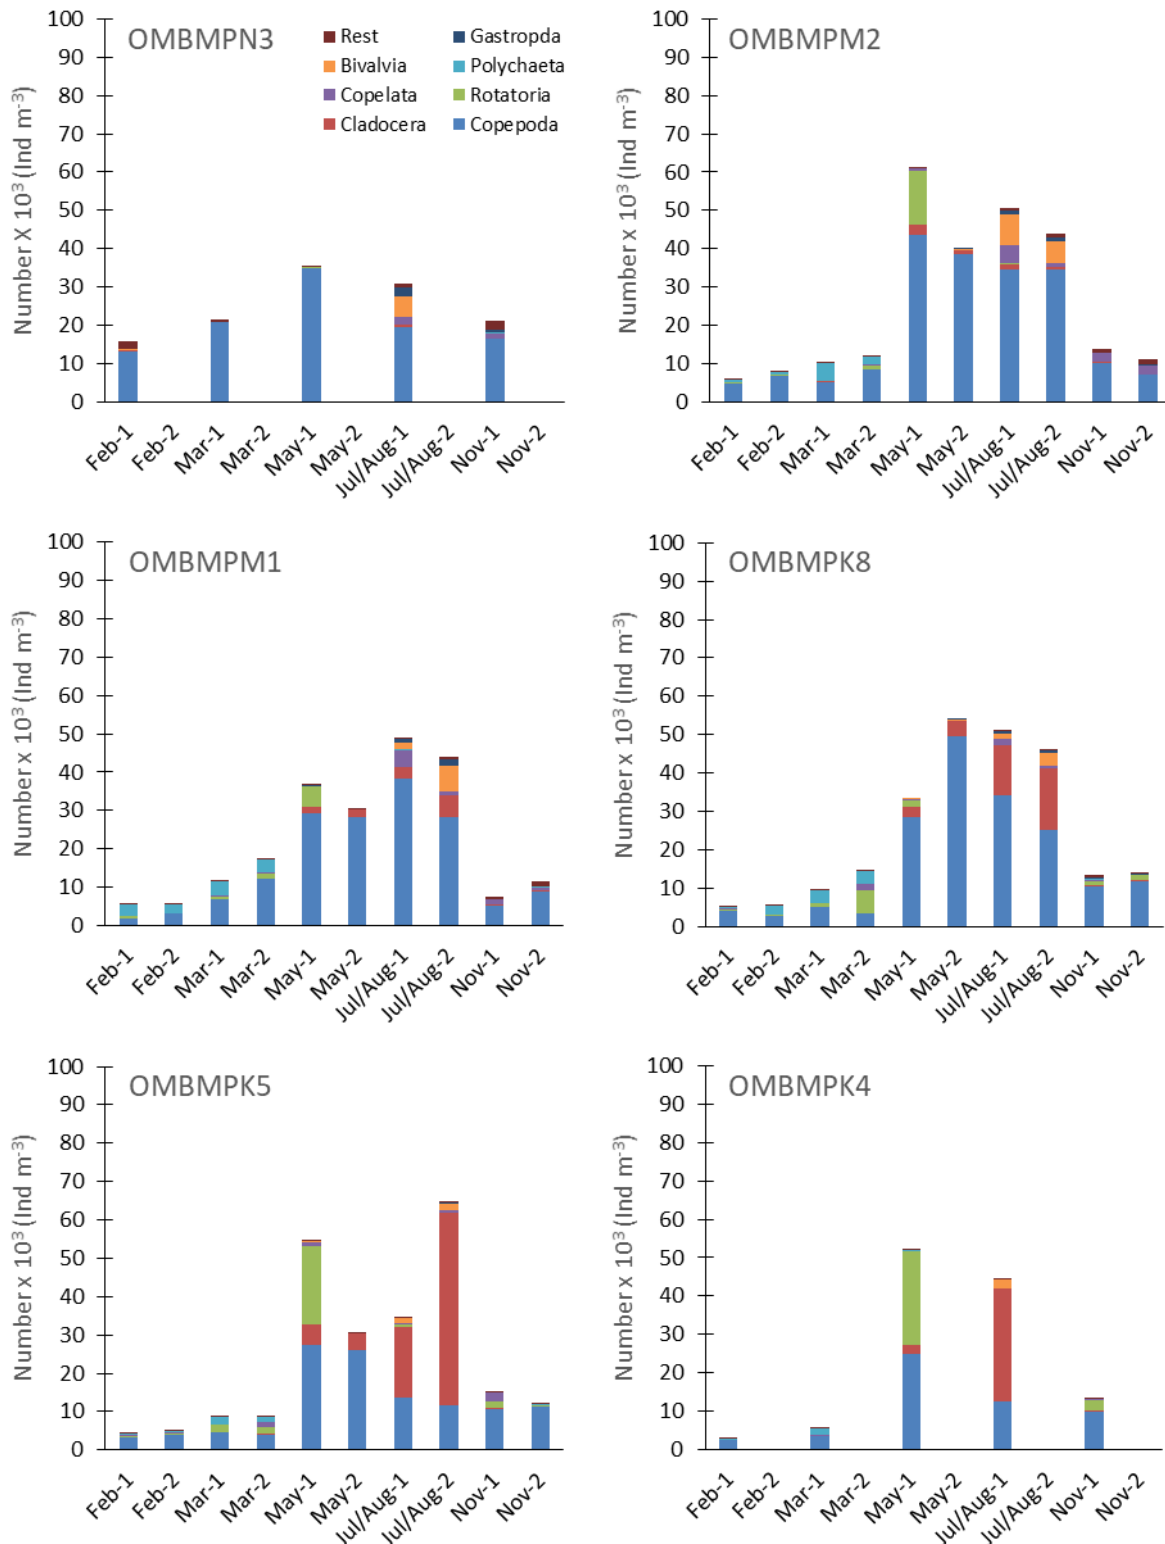 OMBMPN3
Rest
Gastropda
Bivalvia
Polychaeta
Copelata
Rotatoria
Cladocera
Copepoda
Number X 10³ (Ind m⁻³)
100
90
80
70
60
50
40
30
20
10
0
Feb-1
Feb-2
Mar-1
Mar-2
May-1
May-2
Jul/Aug-1
Jul/Aug-2
Nov-1
Nov-2
OMBMPM2
Number X 10³ (Ind m⁻³)
100
90
80
70
60
50
40
30
20
10
0
Feb-1
Feb-2
Mar-1
Mar-2
May-1
May-2
Jul/Aug-1
Jul/Aug-2
Nov-1
Nov-2
OMBMPM1
Number x 10³ (Ind m⁻³)
100
90
80
70
60
50
40
30
20
10
0
Feb-1
Feb-2
Mar-1
Mar-2
May-1
May-2
Jul/Aug-1
Jul/Aug-2
Nov-1
Nov-2
OMBMPK8
Number x 10³ (Ind m⁻³)
100
90
80
70
60
50
40
30
20
10
0
Feb-1
Feb-2
Mar-1
Mar-2
May-1
May-2
Jul/Aug-1
Jul/Aug-2
Nov-1
Nov-2
OMBMPK5
Number x 10³ (Ind m⁻³)
100
90
80
70
60
50
40
30
20
10
0
Feb-1
Feb-2
Mar-1
Mar-2
May-1
May-2
Jul/Aug-1
Jul/Aug-2
Nov-1
Nov-2
OMBMPK4
Number x 10³ (Ind m⁻³)
100
90
80
70
60
50
40
30
20
10
0
Feb-1
Feb-2
Mar-1
Mar-2
May-1
May-2
Jul/Aug-1
Jul/Aug-2
Nov-1
Nov-2